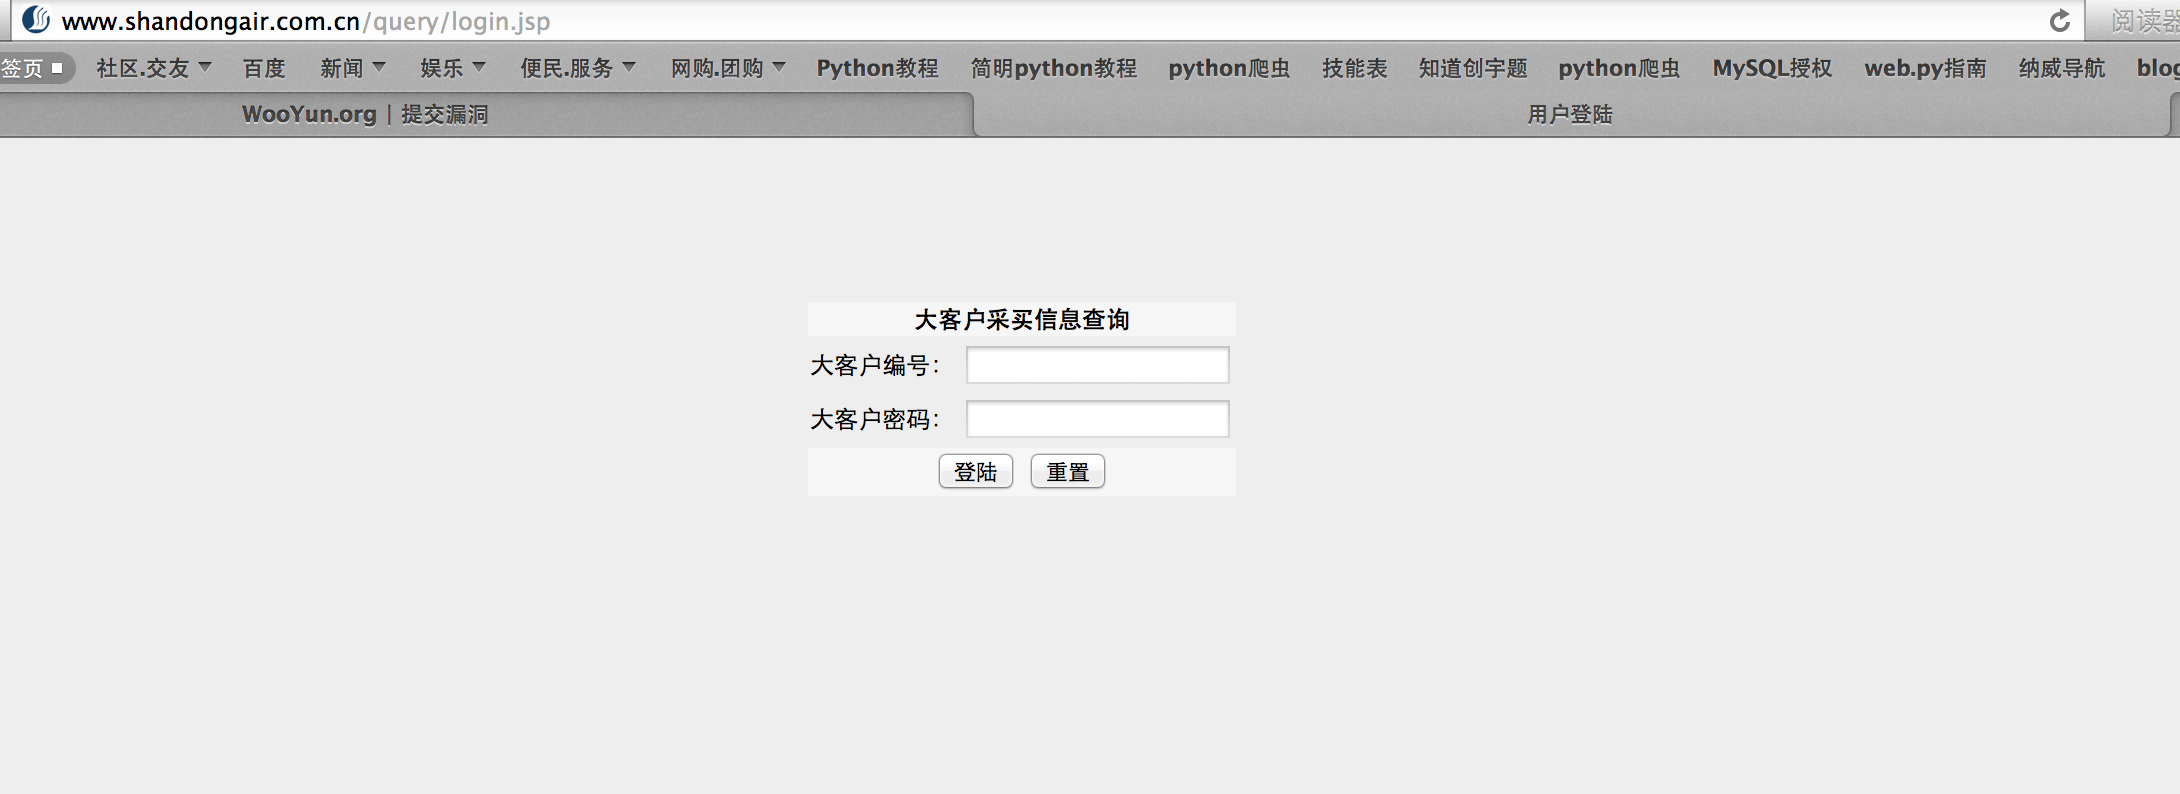 www.shandongair.com.cn/query/login.jsp 阅读器
签页 社区.交友 百度 新闻 娱乐 便民.服务 网购.团购 Python教程 简明python教程 python爬虫 技能表 知道创宇题 python爬虫 MySQL授权 web.py指南 纳威导航 blog
WooYun.org | 提交漏洞 用户登陆
大客户采买信息查询
大客户编号：
大客户密码：
登陆 重置